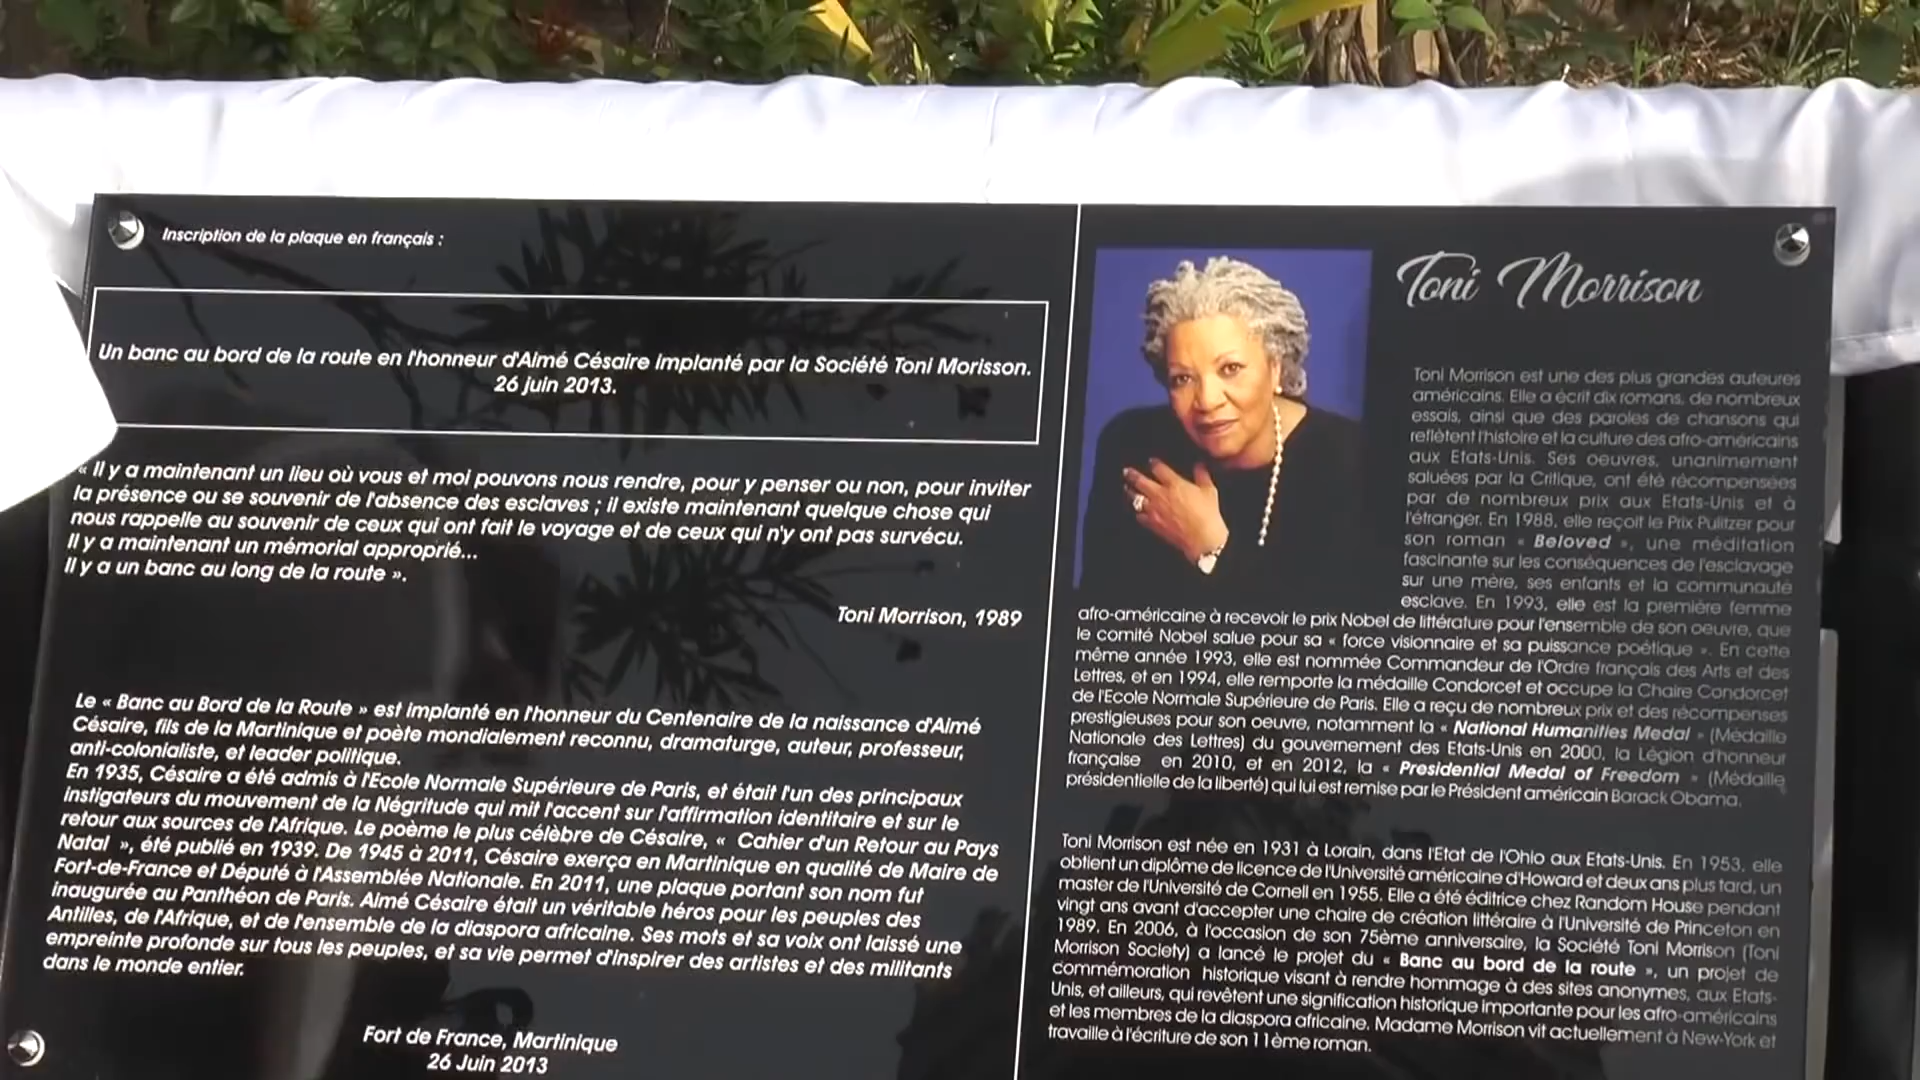 Inscription de la plaque en français :
Un banc au bord de la route en l'honneur d'Aimé Césaire implanté par la Société Toni Morisson.
26 juin 2013.
« Il y a maintenant un lieu où vous et moi pouvons nous rendre, pour y penser ou non, pour inviter
la présence ou se souvenir de l'absence des esclaves ; il existe maintenant quelque chose qui
nous rappelle au souvenir de ceux qui ont fait le voyage et de ceux qui n'y ont pas survécu.
Il y a maintenant un mémorial approprié...
Il y a un banc au long de la route ».
Toni Morrison, 1989
Le « Banc au Bord de la Route » est implanté en l'honneur du Centenaire de la naissance d'Aimé
Césaire, fils de la Martinique et poète mondialement reconnu, dramaturge, auteur, professeur,
anti-colonialiste, et leader politique.
En 1935, Césaire a été admis à l'Ecole Normale Supérieure de Paris, et était l'un des principaux
instigateurs du mouvement de la Négritude qui mit l'accent sur l'affirmation identitaire et sur le
retour aux sources de l'Afrique. Le poème le plus célèbre de Césaire, « Cahier d'un Retour au Pays
Natal », été publié en 1939. De 1945 à 2011, Césaire exerça en Martinique en qualité de Maire de
Fort-de-France et Député à l'Assemblée Nationale. En 2011, une plaque portant son nom fut
inaugurée au Panthéon de Paris. Aimé Césaire était un véritable héros pour les peuples des
Antilles, de l'Afrique, et de l'ensemble de la diaspora africaine. Ses mots et sa voix ont laissé une
empreinte profonde sur tous les peuples, et sa vie permet d'inspirer des artistes et des militants
dans le monde entier.
Fort de France, Martinique
26 Juin 2013
Toni Morrison
Toni Morrison est une des plus grandes auteures
américains. Elle a écrit dix romans, de nombreux
essais, ainsi que des paroles de chansons qui
reflètent l'histoire et la culture des afro-américains
aux Etats-Unis. Ses oeuvres, unanimement
saluées par la Critique, ont été récompensées
par de nombreux prix aux Etats-Unis et à
l'étranger. En 1988, elle reçoit le Prix Pulitzer pour
son roman « Beloved », une méditation
fascinante sur les conséquences de l'esclavage
sur une mère, ses enfants et la communauté
esclave. En 1993, elle est la première femme
afro-américaine à recevoir le prix Nobel de littérature pour l'ensemble de son oeuvre, que
le comité Nobel salue pour sa « force visionnaire et sa puissance poétique ». En cette
même année 1993, elle est nommée Commandeur de l'Ordre français des Arts et des
Lettres, et en 1994, elle remporte la médaille Condorcet et occupe la Chaire Condorcet
de l'Ecole Normale Supérieure de Paris. Elle a reçu de nombreux prix et des récompenses
prestigieuses pour son oeuvre, notamment la « National Humanities Medal » (Médaille
Nationale des Lettres) du gouvernement des Etats-Unis en 2000, la Légion d'honneur
française en 2010, et en 2012, la « Presidential Medal of Freedom » (Médaille
présidentielle de la liberté) qui lui est remise par le Président américain Barack Obama.
Toni Morrison est née en 1931 à Lorain, dans l'Etat de l'Ohio aux Etats-Unis. En 1953, elle
obtient un diplôme de licence de l'Université américaine d'Howard et deux ans plus tard, un
master de l'Université de Cornell en 1955. Elle a été éditrice chez Random House pendant
vingt ans avant d'accepter une chaire de création littéraire à l'Université de Princeton en
1989. En 2006, à l'occasion de son 75ème anniversaire, la Société Toni Morrison (Toni
Morrison Society) a lancé le projet du « Banc au bord de la route », un projet de
commémoration historique visant à rendre hommage à des sites anonymes, aux Etats-
Unis, et ailleurs, qui revêtent une signification historique importante pour les afro-américains
et les membres de la diaspora africaine. Madame Morrison vit actuellement à New-York et
travaille à l'écriture de son 11ème roman.